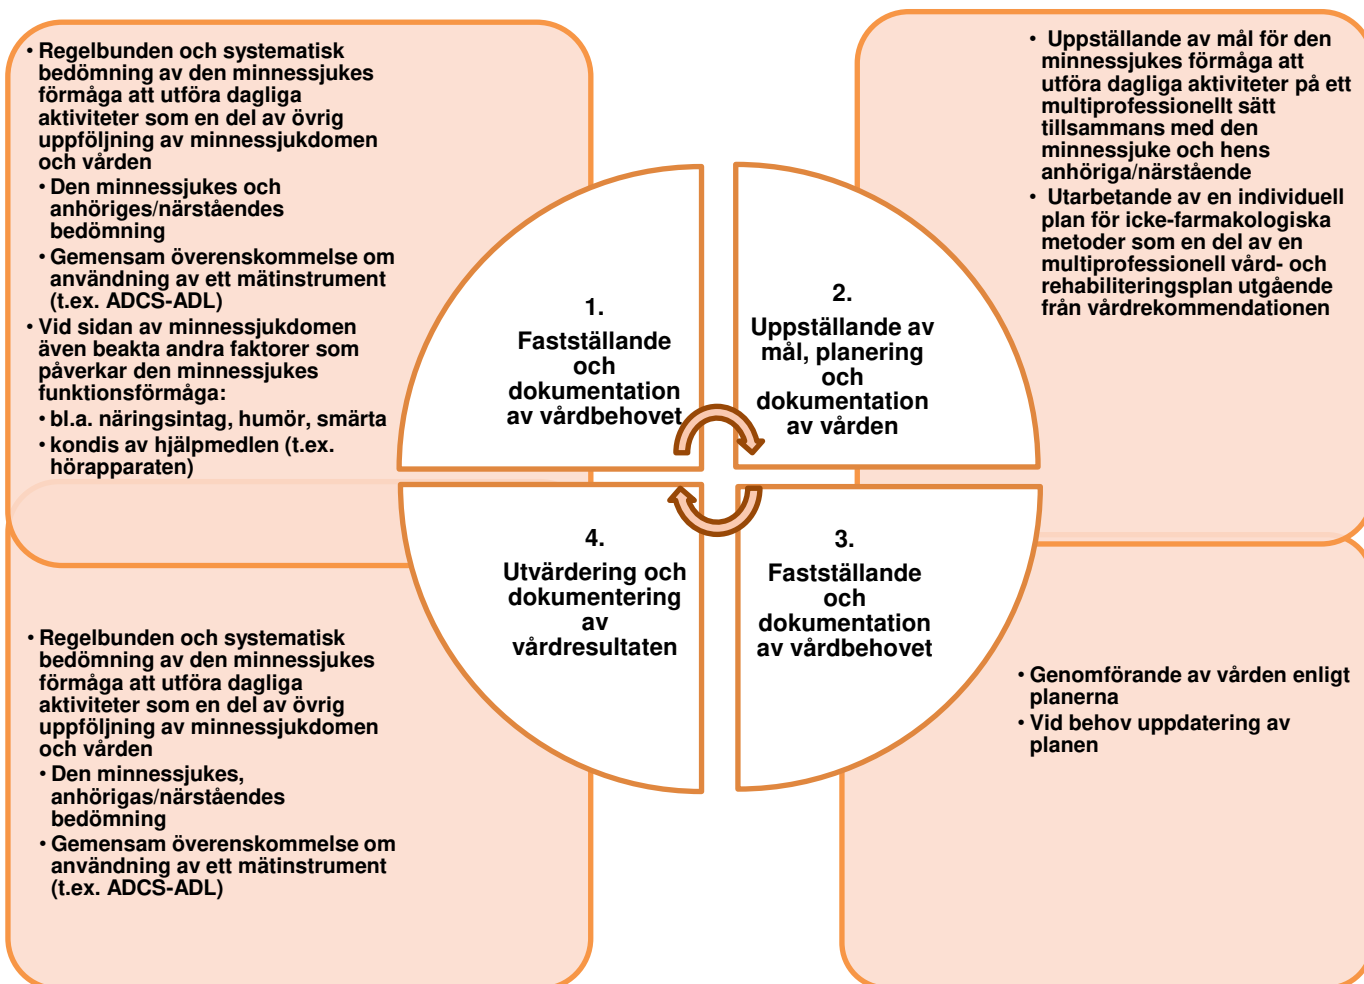 • Regelbunden och systematisk
bedömning av den minnessjukes
förmåga att utföra dagliga
aktiviteter som en del av övrig
uppföljning av minnessjukdomen
och vården
• Den minnessjukes och
anhöriges/närståendes
bedömning
• Gemensam överenskommelse om
användning av ett mätinstrument
(t.ex. ADCS-ADL)
• Vid sidan av minnessjukdomen
även beakta andra faktorer som
påverkar den minnessjukes
funktionsförmåga:
• bl.a. näringsintag, humör, smärta
• kondis av hjälpmedlen (t.ex.
hörapparaten)
• Uppställande av mål för den
minnessjukes förmåga att
utföra dagliga aktiviteter på ett
multiprofessionellt sätt
tillsammans med den
minnessjuke och hens
anhöriga/närstående
• Utarbetande av en individuell
plan för icke-farmakologiska
metoder som en del av en
multiprofessionell vård- och
rehabiliteringsplan utgående
från vårdrekommendationen
1.
Fastställande
och
dokumentation
av vårdbehovet
2.
Uppställande av
mål, planering
och
dokumentation
av vården
4.
Utvärdering och
dokumentering
av
vårdresultaten
3.
Fastställande
och
dokumentation
av vårdbehovet
• Regelbunden och systematisk
bedömning av den minnessjukes
förmåga att utföra dagliga
aktiviteter som en del av övrig
uppföljning av minnessjukdomen
och vården
• Den minnessjukes,
anhörigas/närståendes
bedömning
• Gemensam överenskommelse om
användning av ett mätinstrument
(t.ex. ADCS-ADL)
• Genomförande av vården enligt
planerna
• Vid behov uppdatering av
planen